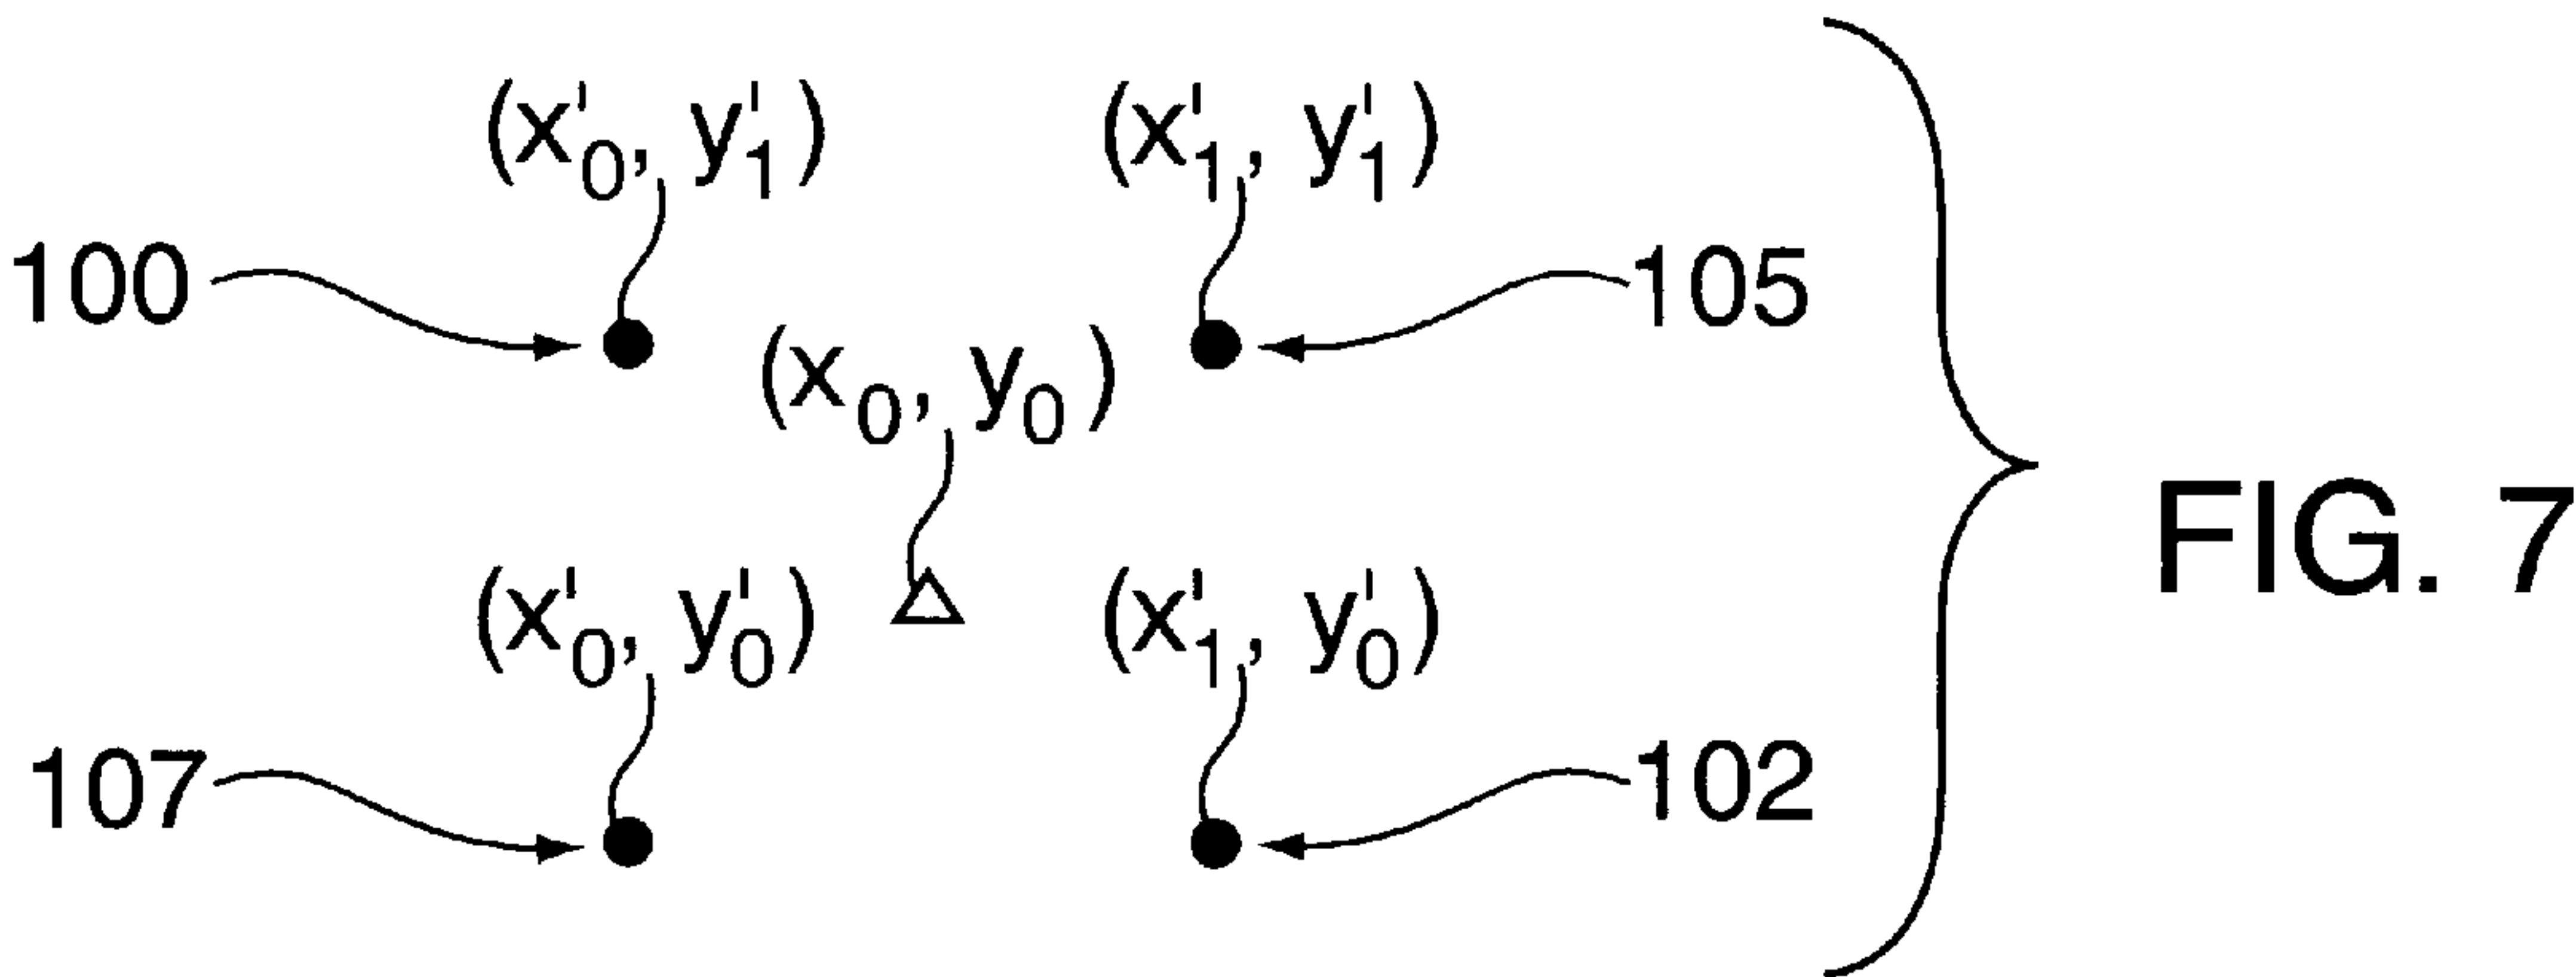 (x'₀, y'₁) (x'₁, y'₁)
100 105
(x₀, y₀)
FIG. 7
(x'₀, y'₀) (x'₁, y'₀)
107 102